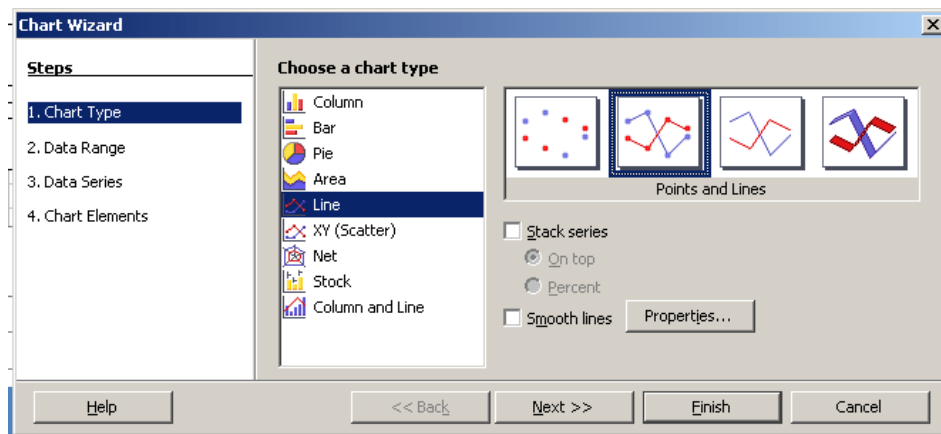 Chart Wizard
Steps
1. Chart Type
2. Data Range
3. Data Series
4. Chart Elements
Choose a chart type
Column
Bar
Pie
Area
Line
XY (Scatter)
Net
Stock
Column and Line
Points and Lines
Stack series
On top
Percent
Smooth lines
Properties...
Help
<< Back
Next >>
Finish
Cancel